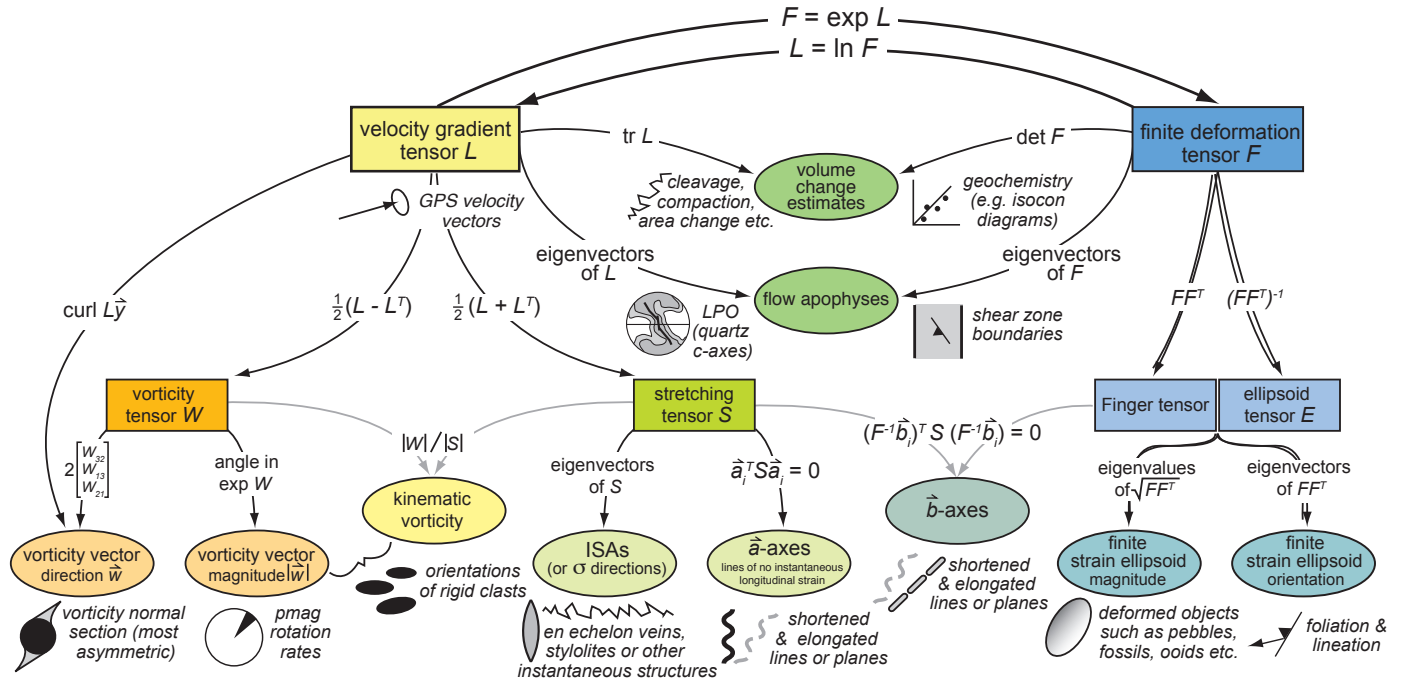 F = exp L
L = ln F
velocity gradient
tensor L
tr L
det F
finite deformation
tensor F
volume
change
estimates
cleavage,
compaction,
area change etc.
geochemistry
(e.g. isocon
diagrams)
GPS velocity
vectors
eigenvectors
of L
eigenvectors
of F
flow apophyses
LPO
(quartz
c-axes)
shear zone
boundaries
curl Ly⃗
½(L - Lᵀ)
½(L + Lᵀ)
FFᵀ
(FFᵀ)⁻¹
vorticity
tensor W
stretching
tensor S
Finger tensor
ellipsoid
tensor E
2[W₃₂
W₁₃
W₂₁]
angle in
exp W
|W| / |S|
eigenvectors
of S
a⃗ᵢᵀSa⃗ᵢ = 0
(F⁻¹b⃗ᵢ)ᵀ S (F⁻¹b⃗ᵢ) = 0
eigenvalues
of √FFᵀ
eigenvectors
of FFᵀ
kinematic
vorticity
b⃗-axes
vorticity vector
direction w⃗
vorticity vector
magnitude|w⃗|
ISAs
(or σ directions)
a⃗-axes
lines of no instantaneous
longitudinal strain
finite
strain ellipsoid
magnitude
finite
strain ellipsoid
orientation
orientations
of rigid clasts
shortened
& elongated
lines or planes
vorticity normal
section (most
asymmetric)
pmag
rotation
rates
en echelon veins,
stylolites or other
instantaneous structures
shortened
& elongated
lines or planes
deformed objects
such as pebbles,
fossils, ooids etc.
foliation &
lineation